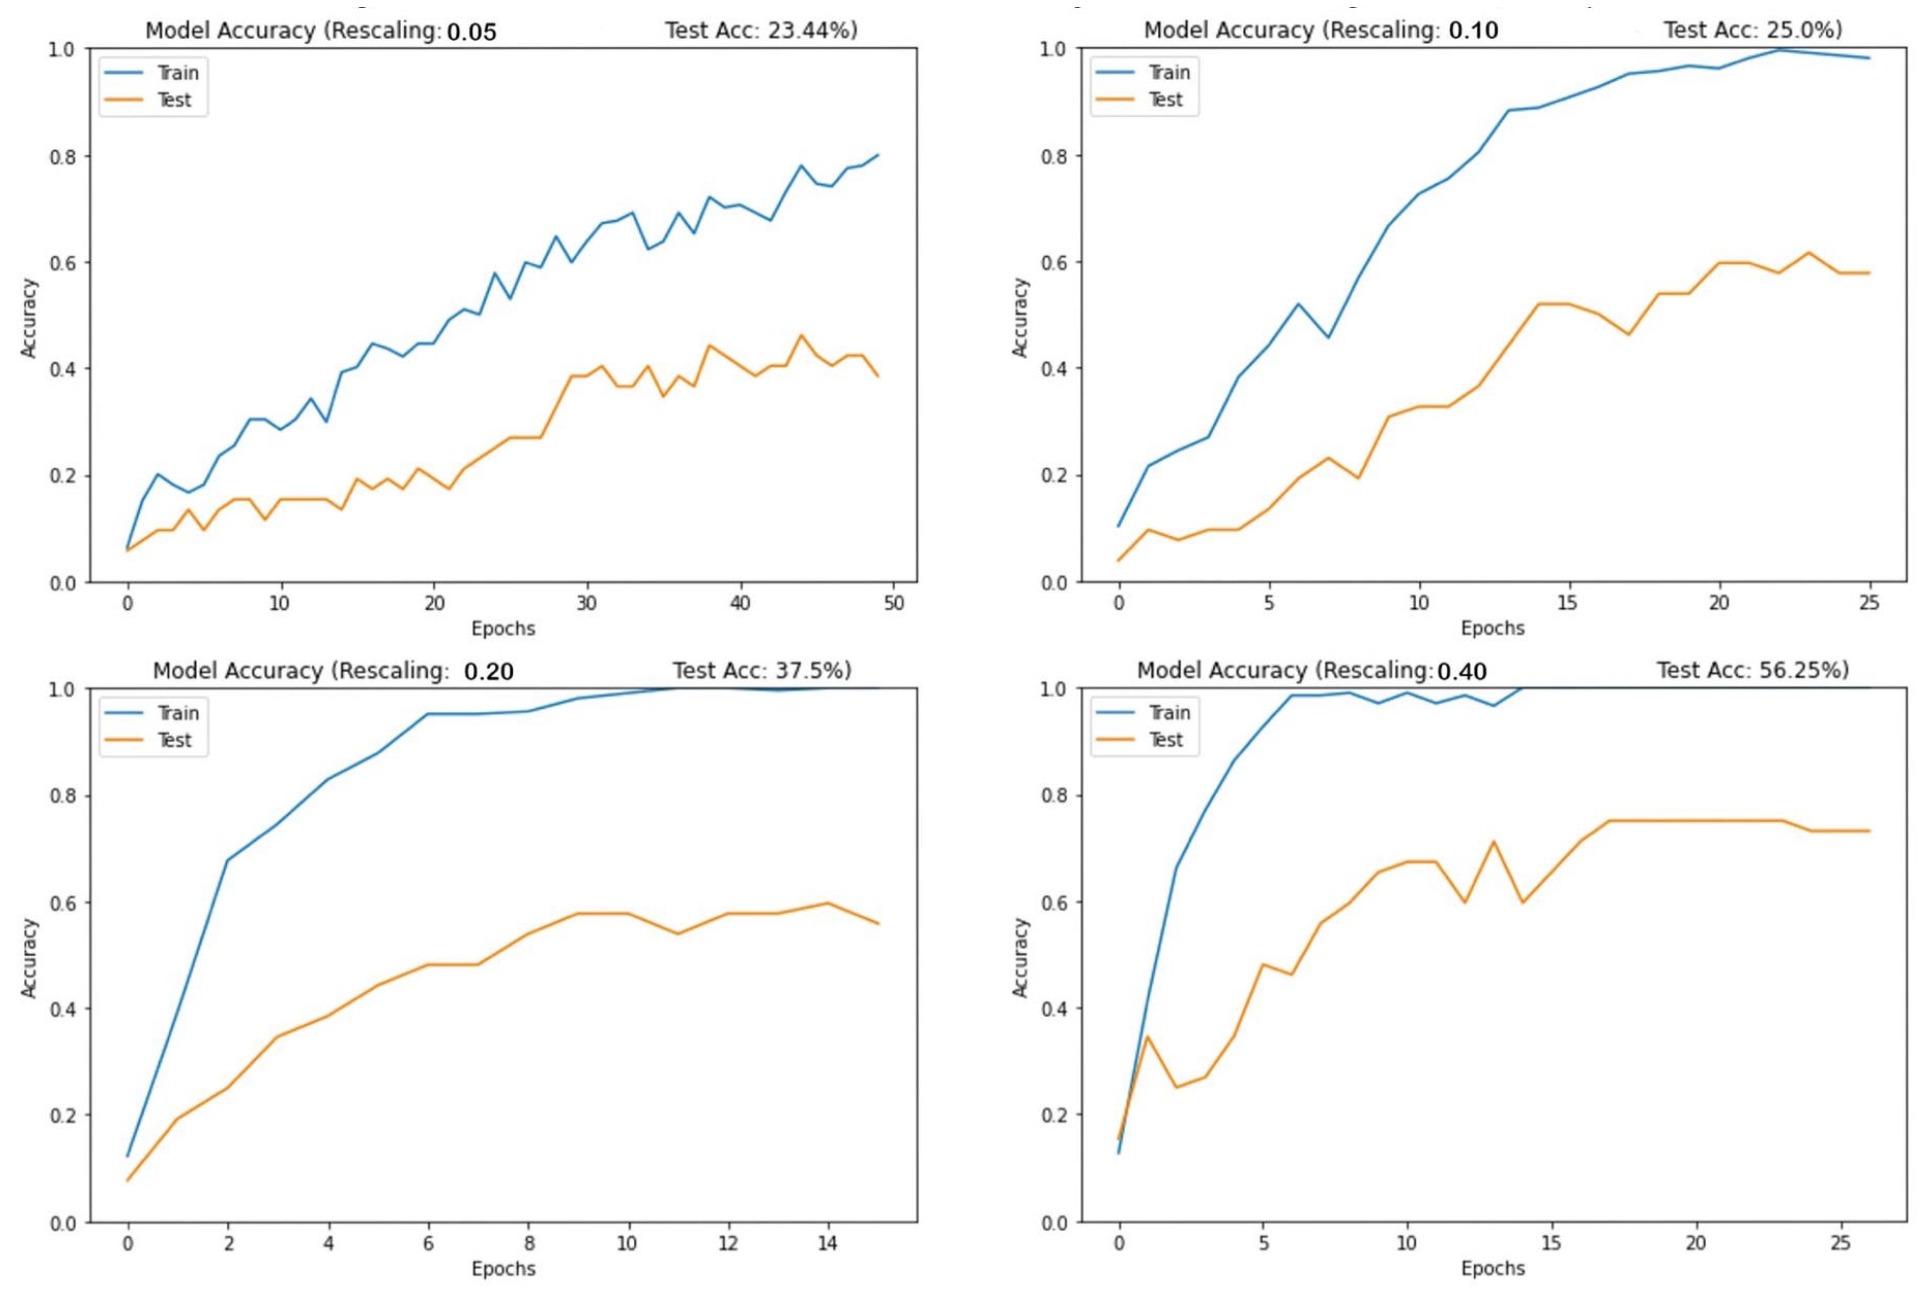 Model Accuracy (Rescaling: 0.05 Test Acc: 23.44%)
1.0
0.8
0.6
0.4
0.2
0.0
Accuracy
Train
Test
0 10 20 30 40 50
Epochs
Model Accuracy (Rescaling: 0.10 Test Acc: 25.0%)
1.0
0.8
0.6
0.4
0.2
0.0
Accuracy
Train
Test
0 5 10 15 20 25
Epochs
Model Accuracy (Rescaling: 0.20 Test Acc: 37.5%)
1.0
0.8
0.6
0.4
0.2
0.0
Accuracy
Train
Test
0 2 4 6 8 10 12 14
Epochs
Model Accuracy (Rescaling: 0.40 Test Acc: 56.25%)
1.0
0.8
0.6
0.4
0.2
0.0
Accuracy
Train
Test
0 5 10 15 20 25
Epochs